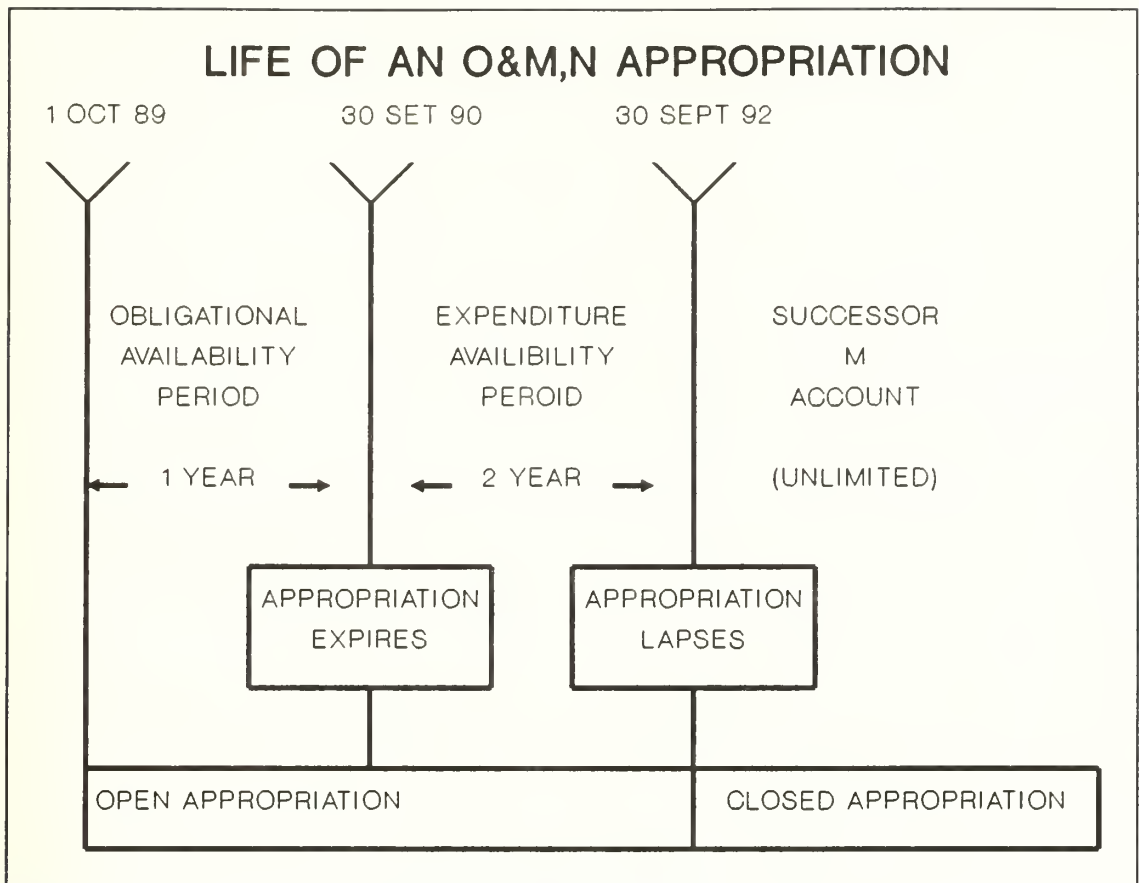 LIFE OF AN O&M,N APPROPRIATION
1 OCT 89 30 SET 90 30 SEPT 92
OBLIGATIONAL
AVAILABILITY
PERIOD
1 YEAR
EXPENDITURE
AVAILIBILITY
PEROID
2 YEAR
SUCCESSOR
M
ACCOUNT
(UNLIMITED)
APPROPRIATION
EXPIRES
APPROPRIATION
LAPSES
OPEN APPROPRIATION
CLOSED APPROPRIATION